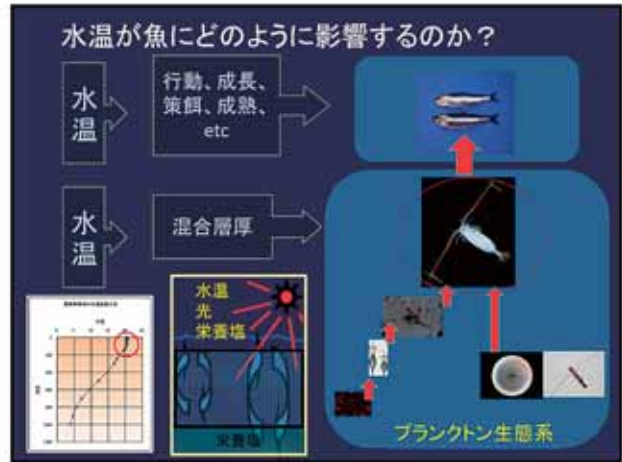 水温が魚にどのように影響するのか？
水温
行動、成長、
策餌、成熟、
etc
水温
混合層厚
水温
光
栄養塩
栄養塩
プランクトン生態系